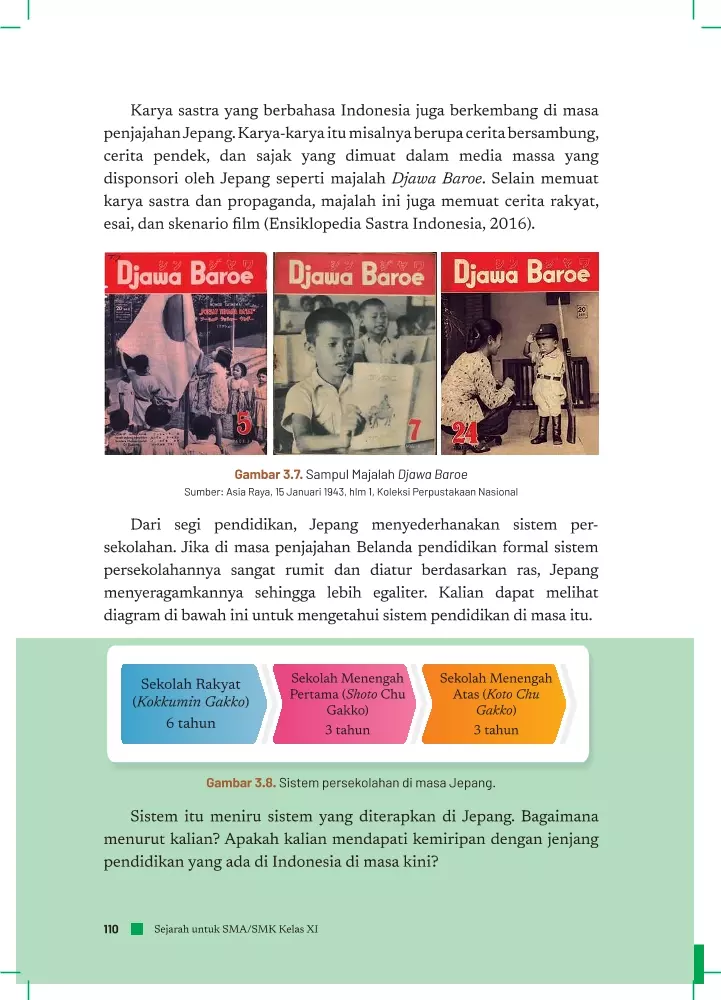 Karya sastra yang berbahasa Indonesia juga berkembang di masa
penjajahan Jepang. Karya-karya itu misalnya berupa cerita bersambung,
cerita pendek, dan sajak yang dimuat dalam media massa yang
disponsori oleh Jepang seperti majalah Djawa Baroe. Selain memuat
karya sastra dan propaganda, majalah ini juga memuat cerita rakyat,
esai, dan skenario film (Ensiklopedia Sastra Indonesia, 2016).
Djawa Baroe
5
Djawa Baroe
7
Djawa Baroe
20
24
Gambar 3.7. Sampul Majalah Djawa Baroe
Sumber: Asia Raya, 15 Januari 1943, hlm 1, Koleksi Perpustakaan Nasional
Dari segi pendidikan, Jepang menyederhanakan sistem per-
sekolahan. Jika di masa penjajahan Belanda pendidikan formal sistem
persekolahannya sangat rumit dan diatur berdasarkan ras, Jepang
menyeragamkannya sehingga lebih egaliter. Kalian dapat melihat
diagram di bawah ini untuk mengetahui sistem pendidikan di masa itu.
Sekolah Rakyat
(Kokkumin Gakko)
6 tahun
Sekolah Menengah
Pertama (Shoto Chu
Gakko)
3 tahun
Sekolah Menengah
Atas (Koto Chu
Gakko)
3 tahun
Gambar 3.8. Sistem persekolahan di masa Jepang.
Sistem itu meniru sistem yang diterapkan di Jepang. Bagaimana
menurut kalian? Apakah kalian mendapati kemiripan dengan jenjang
pendidikan yang ada di Indonesia di masa kini?
110
Sejarah untuk SMA/SMK Kelas XI